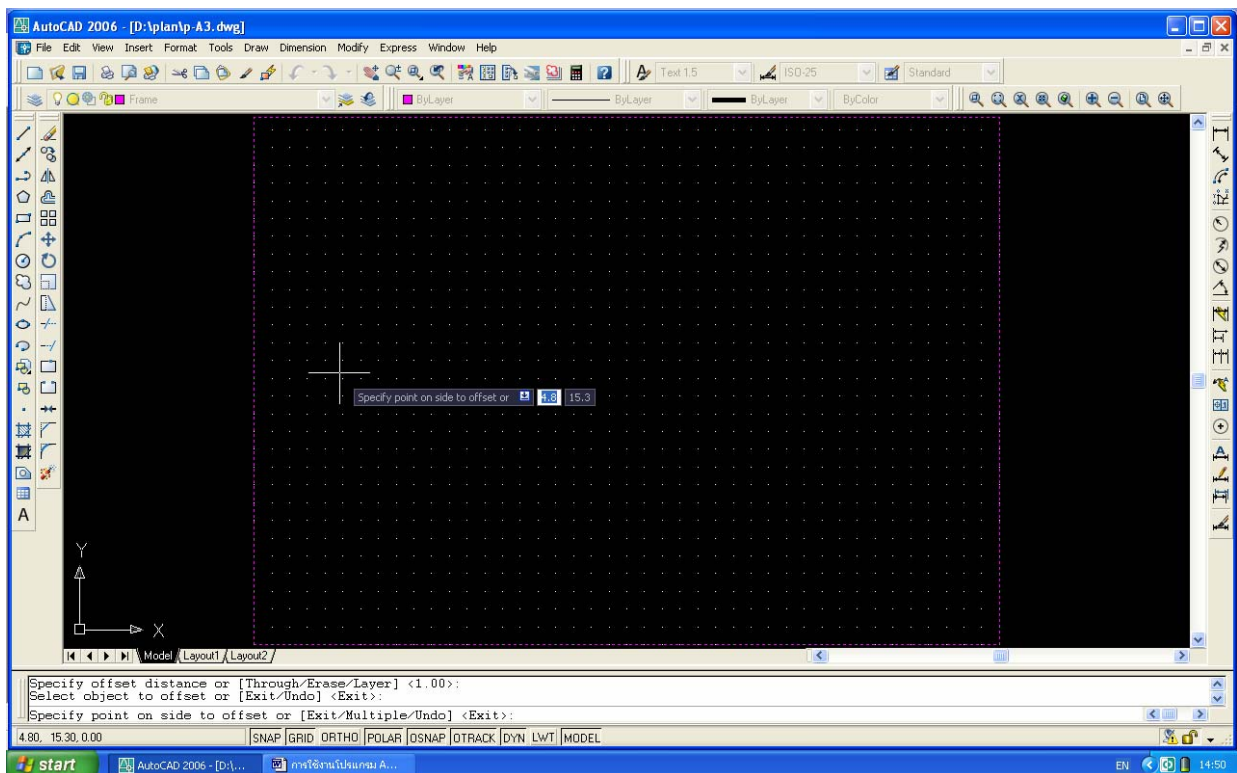 AutoCAD 2006 - [D:\plan\p-A3.dwg]
File Edit View Insert Format Tools Draw Dimension Modify Express Window Help
Text 1.5 ISO-25 Standard
Frame ByLayer ByLayer ByLayer ByColor
Specify point on side to offset or 4.8 15.3
Y
X
Model Layout1 Layout2
Specify offset distance or [Through/Erase/Layer] <1.00>:
Select object to offset or [Exit/Undo] <Exit>:
Specify point on side to offset or [Exit/Multiple/Undo] <Exit>:
4.80, 15.30, 0.00 SNAP GRID ORTHO POLAR OSNAP OTRACK DYN LWT MODEL
start AutoCAD 2006 - [D:\... การใช้งานโปรแกรม A... EN 14:50